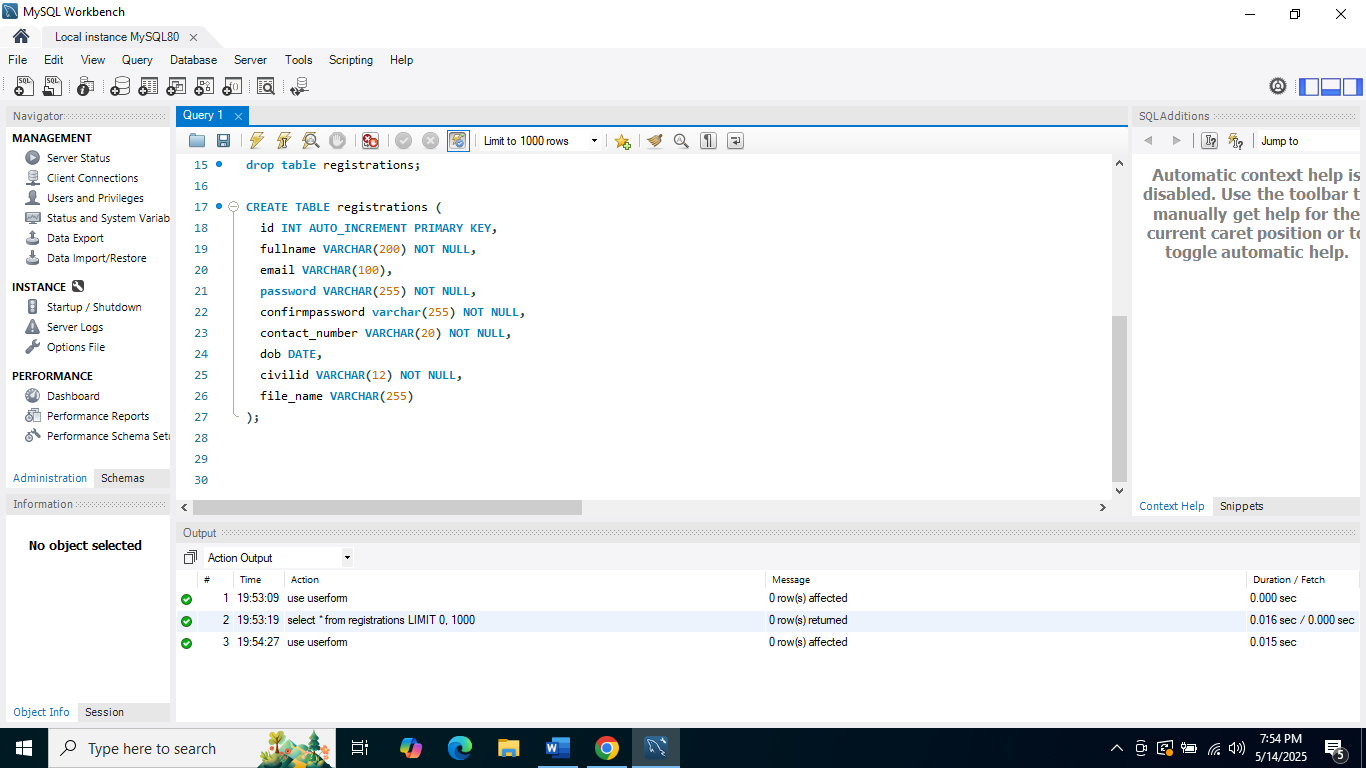 MySQL Workbench
Local instance MySQL80
File Edit View Query Database Server Tools Scripting Help
Navigator
MANAGEMENT
Server Status
Client Connections
Users and Privileges
Status and System Variab
Data Export
Data Import/Restore
INSTANCE
Startup / Shutdown
Server Logs
Options File
PERFORMANCE
Dashboard
Performance Reports
Performance Schema Setu
Administration Schemas
Information
No object selected
Object Info Session
Query 1
Limit to 1000 rows
15 drop table registrations;
16
17 CREATE TABLE registrations (
18 id INT AUTO_INCREMENT PRIMARY KEY,
19 fullname VARCHAR(200) NOT NULL,
20 email VARCHAR(100),
21 password VARCHAR(255) NOT NULL,
22 confirmpassword varchar(255) NOT NULL,
23 contact_number VARCHAR(20) NOT NULL,
24 dob DATE,
25 civilid VARCHAR(12) NOT NULL,
26 file_name VARCHAR(255)
27 );
28
29
30
SQLAdditions
Jump to
Automatic context help is
disabled. Use the toolbar t
manually get help for the
current caret position or to
toggle automatic help.
Context Help Snippets
Output
Action Output
# Time Action Message Duration / Fetch
1 19:53:09 use userform 0 row(s) affected 0.000 sec
2 19:53:19 select * from registrations LIMIT 0, 1000 0 row(s) returned 0.016 sec / 0.000 sec
3 19:54:27 use userform 0 row(s) affected 0.015 sec
Type here to search
7:54 PM
5/14/2025
5